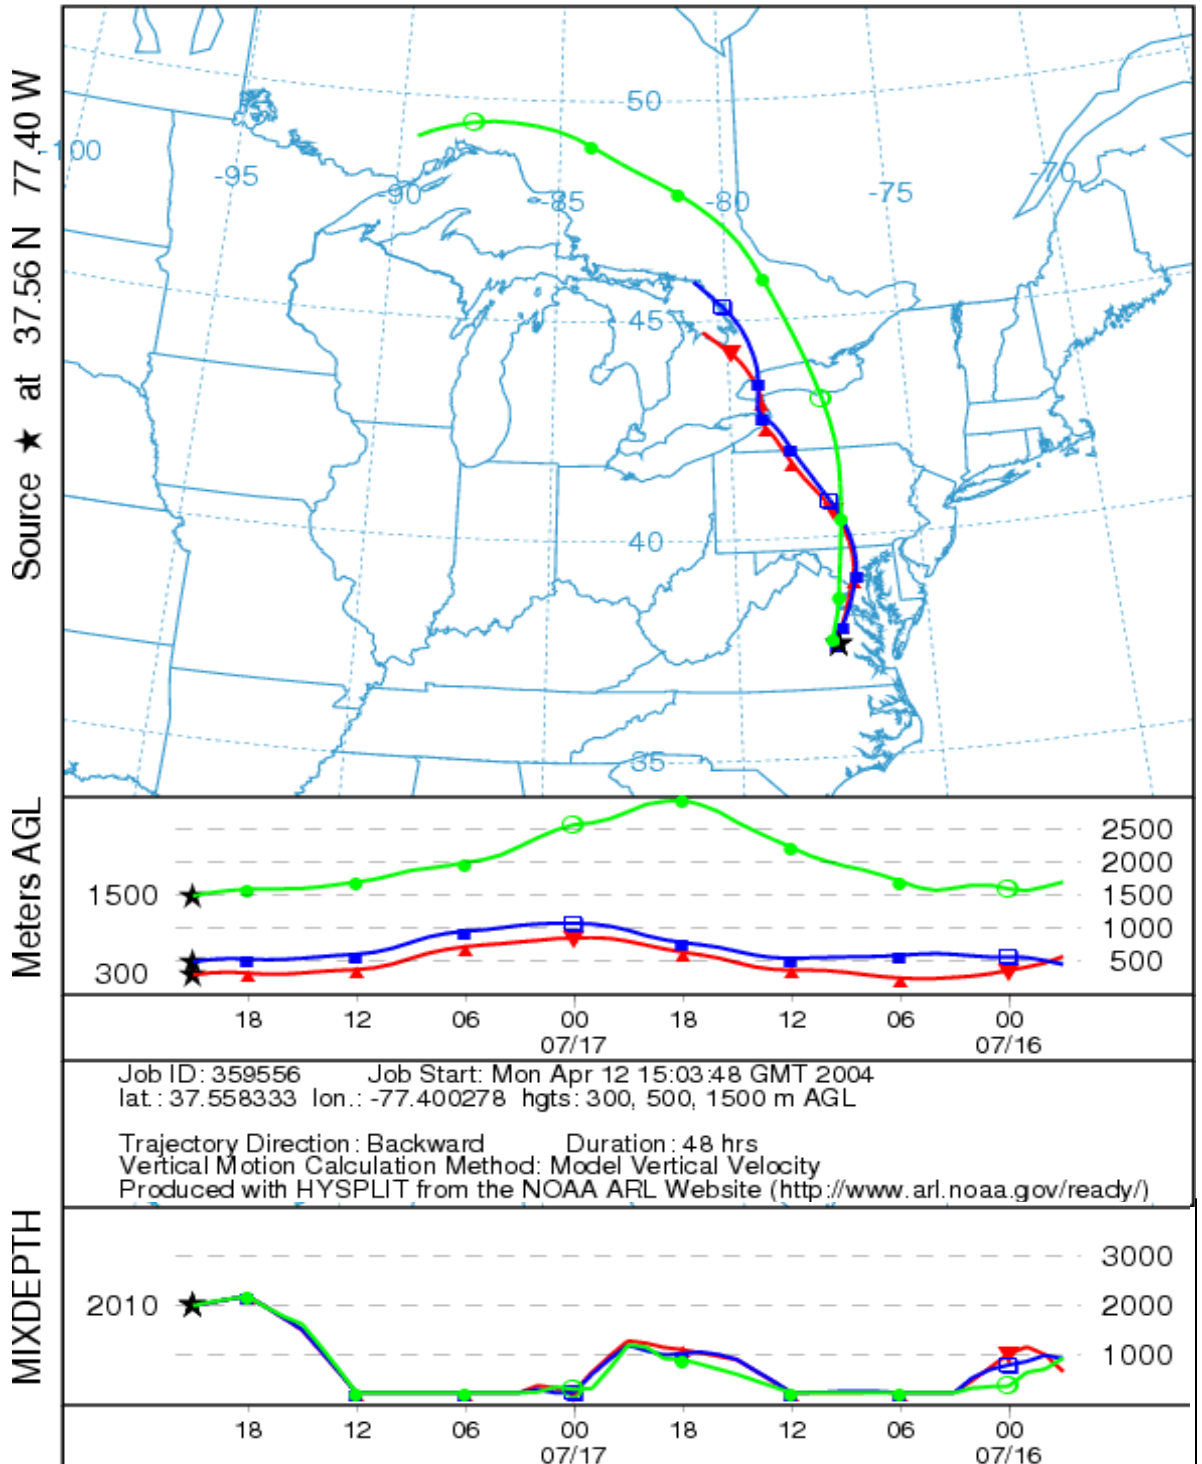 Source ★ at 37.56 N 77.40 W
50
-100
-95
-90
-85
-80
-75
-70
45
40
35
Meters AGL
2500
2000
1500
1500
1000
500
300
18 12 06 00 18 12 06 00
07/17 07/16
Job ID: 359556 Job Start: Mon Apr 12 15:03:48 GMT 2004
lat.: 37.558333 lon.: -77.400278 hgts: 300, 500, 1500 m AGL
Trajectory Direction: Backward Duration: 48 hrs
Vertical Motion Calculation Method: Model Vertical Velocity
Produced with HYSPLIT from the NOAA ARL Website (http://www.arl.noaa.gov/ready/)
MIXDEPTH
3000
2010
2000
1000
18 12 06 00 18 12 06 00
07/17 07/16